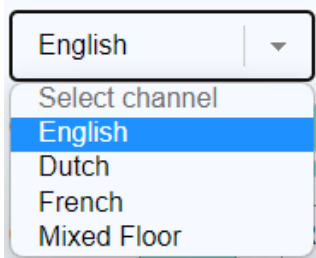 English
Select channel
English
Dutch
French
Mixed Floor